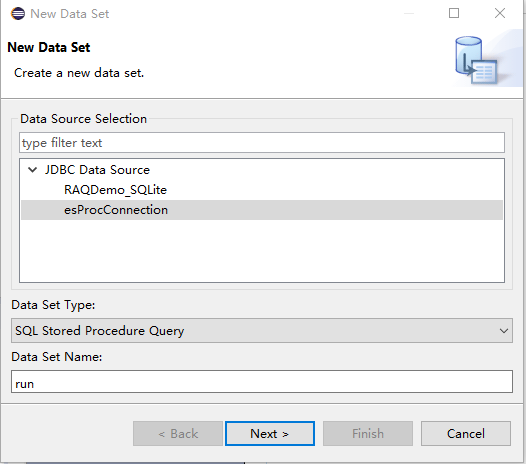 New Data Set
New Data Set
Create a new data set.
Data Source Selection
type filter text
JDBC Data Source
RAQDemo_SQLite
esProcConnection
Data Set Type:
SQL Stored Procedure Query
Data Set Name:
run
< Back
Next >
Finish
Cancel